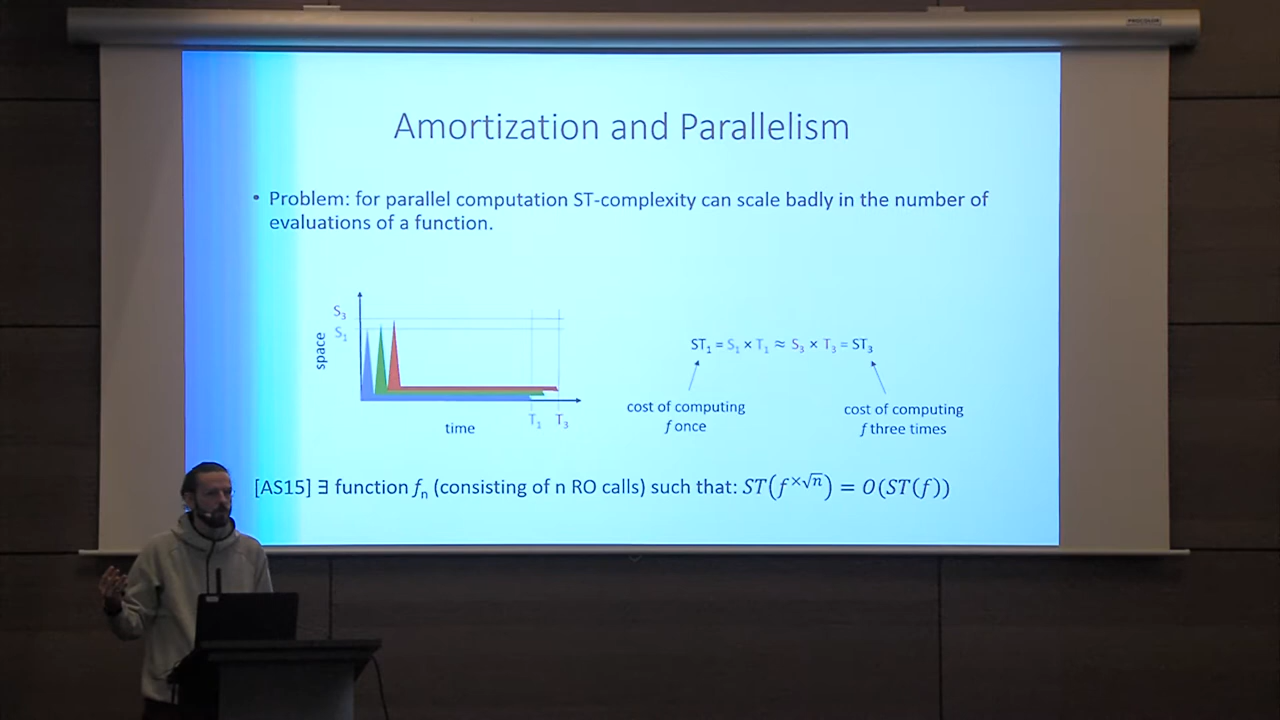 PROCOLOR
Amortization and Parallelism
• Problem: for parallel computation ST-complexity can scale badly in the number of
evaluations of a function.
S₃
S₁
space
T₁ T₃
time
ST₁ = S₁ × T₁ ≈ S₃ × T₃ = ST₃
cost of computing
f once
cost of computing
f three times
[AS15] ∃ function fₙ (consisting of n RO calls) such that: ST(f^×√n) = O(ST(f))